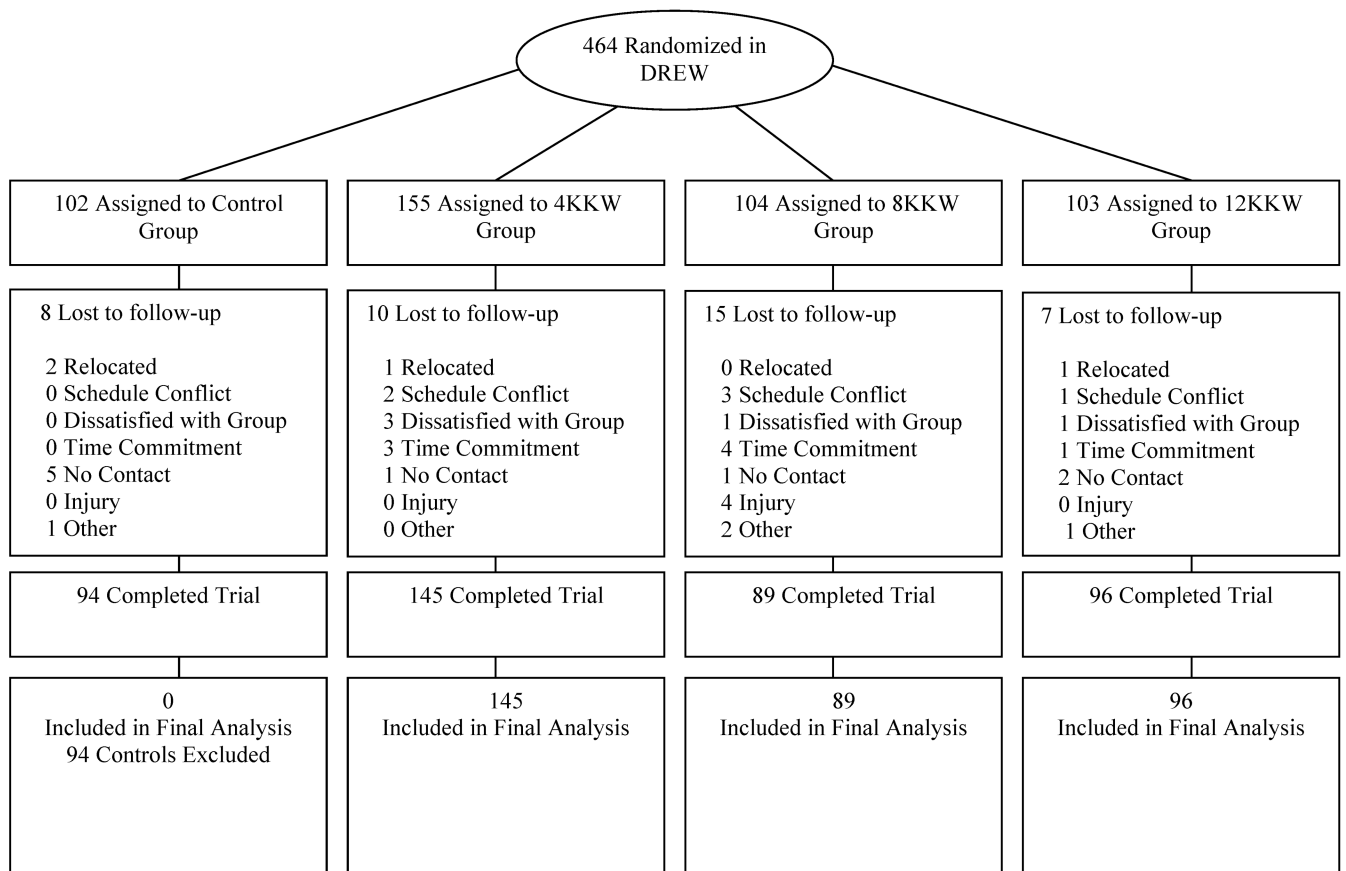 464 Randomized in
DREW
102 Assigned to Control
Group
155 Assigned to 4KKW
Group
104 Assigned to 8KKW
Group
103 Assigned to 12KKW
Group
8 Lost to follow-up
2 Relocated
0 Schedule Conflict
0 Dissatisfied with Group
0 Time Commitment
5 No Contact
0 Injury
1 Other
10 Lost to follow-up
1 Relocated
2 Schedule Conflict
3 Dissatisfied with Group
3 Time Commitment
1 No Contact
0 Injury
0 Other
15 Lost to follow-up
0 Relocated
3 Schedule Conflict
1 Dissatisfied with Group
4 Time Commitment
1 No Contact
4 Injury
2 Other
7 Lost to follow-up
1 Relocated
1 Schedule Conflict
1 Dissatisfied with Group
1 Time Commitment
2 No Contact
0 Injury
1 Other
94 Completed Trial
145 Completed Trial
89 Completed Trial
96 Completed Trial
0
Included in Final Analysis
94 Controls Excluded
145
Included in Final Analysis
89
Included in Final Analysis
96
Included in Final Analysis